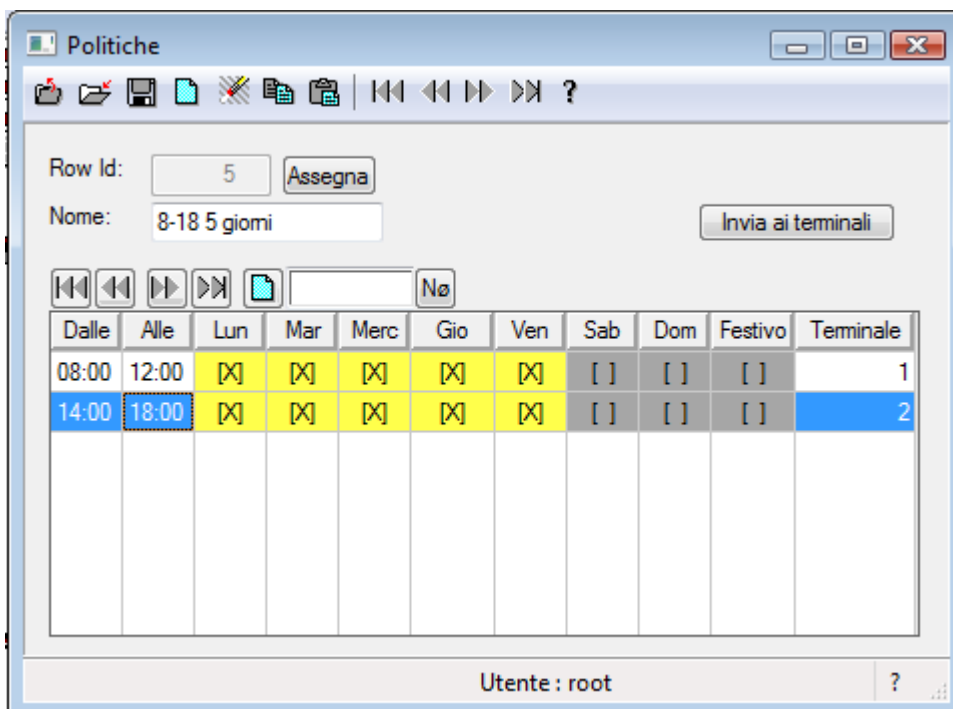 Politiche
?
Row Id: 5 Assegna
Nome: 8-18 5 giorni Invia ai terminali
Nø
Dalle Alle Lun Mar Merc Gio Ven Sab Dom Festivo Terminale
08:00 12:00 [X] [X] [X] [X] [X] [ ] [ ] [ ] 1
14:00 18:00 [X] [X] [X] [X] [X] [ ] [ ] [ ] 2
Utente : root ?